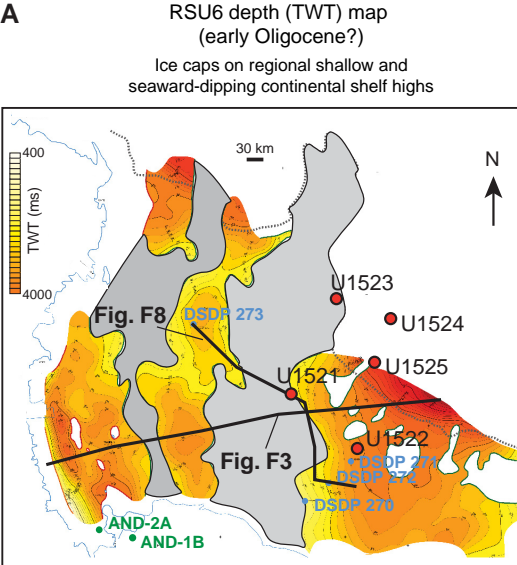 A
RSU6 depth (TWT) map
(early Oligocene?)
Ice caps on regional shallow and
seaward-dipping continental shelf highs
400
TWT (ms)
4000
30 km
N
U1523
Fig. F8
DSDP 273
U1524
U1525
U1521
U1522
Fig. F3
DSDP 271
DSDP 272
DSDP 270
AND-2A
AND-1B